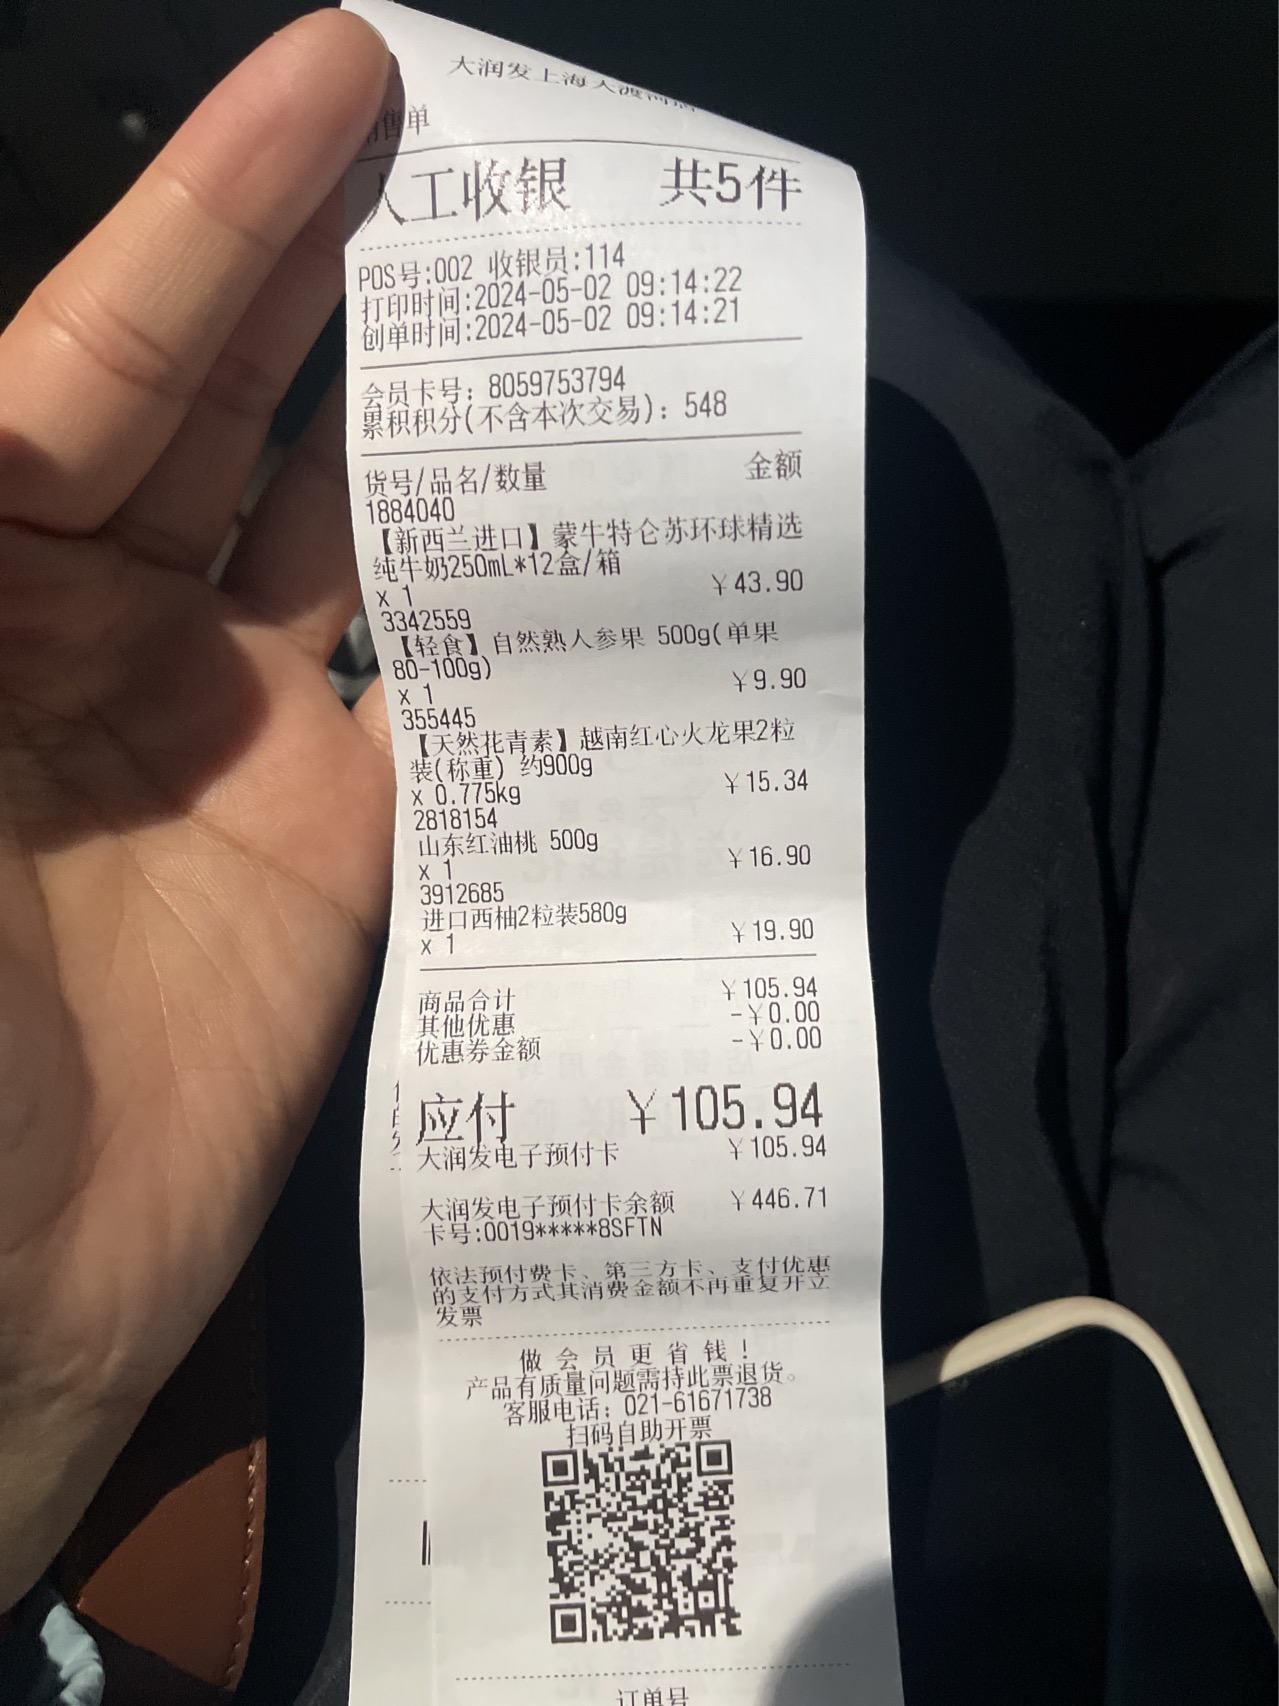 大润发上海大渡河店
销售单
人工收银 共5件
POS号:002 收银员:114
打印时间:2024-05-02 09:14:22
创单时间:2024-05-02 09:14:21
会员卡号: 8059753794
累积积分(不含本次交易): 548
货号/品名/数量 金额
1884040
【新西兰进口】蒙牛特仑苏环球精选
纯牛奶250mL*12盒/箱
x 1 ¥43.90
3342559
【轻食】自然熟人参果 500g(单果
80-100g)
x 1 ¥9.90
355445
【天然花青素】越南红心火龙果2粒
装(称重) 约900g
x 0.775kg ¥15.34
2818154
山东红油桃 500g
x 1 ¥16.90
3912685
进口西柚2粒装580g
x 1 ¥19.90
商品合计 ¥105.94
其他优惠 -¥0.00
优惠券金额 -¥0.00
应付 ¥105.94
大润发电子预付卡 ¥105.94
大润发电子预付卡余额 ¥446.71
卡号:0019*****8SFTN
依法预付费卡、第三方卡、支付优惠
的支付方式其消费金额不再重复开立
发票
做会员更省钱!
产品有质量问题需持此票退货。
客服电话: 021-61671738
扫码自助开票
订单号